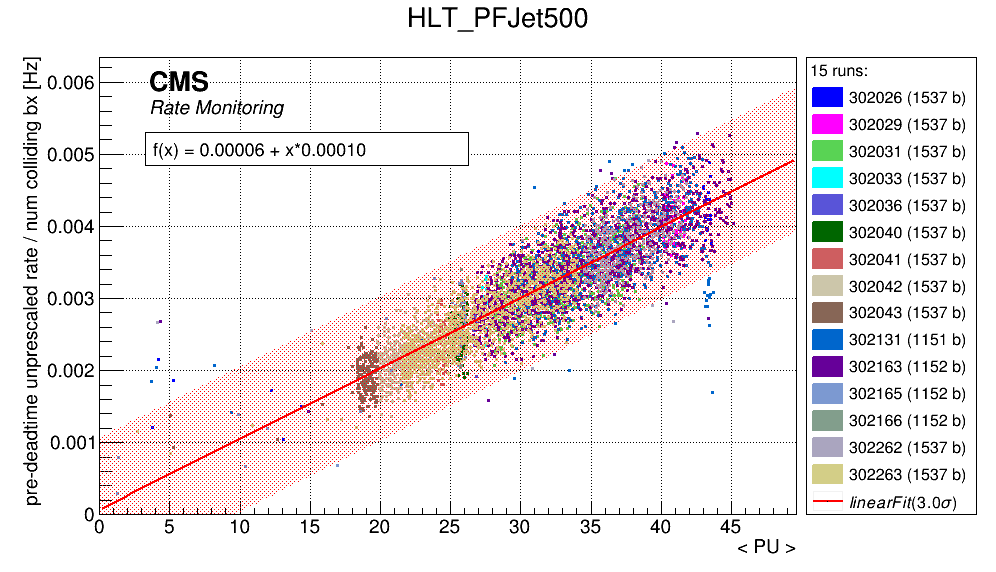 HLT_PFJet500
pre-deadtime unprescaled rate / num colliding bx [Hz]
0.006
0.005
0.004
0.003
0.002
0.001
0
CMS
Rate Monitoring
f(x) = 0.00006 + x*0.00010
0 5 10 15 20 25 30 35 40 45
< PU >
15 runs:
302026 (1537 b)
302029 (1537 b)
302031 (1537 b)
302033 (1537 b)
302036 (1537 b)
302040 (1537 b)
302041 (1537 b)
302042 (1537 b)
302043 (1537 b)
302131 (1151 b)
302163 (1152 b)
302165 (1152 b)
302166 (1152 b)
302262 (1537 b)
302263 (1537 b)
linearFit(3.0σ)